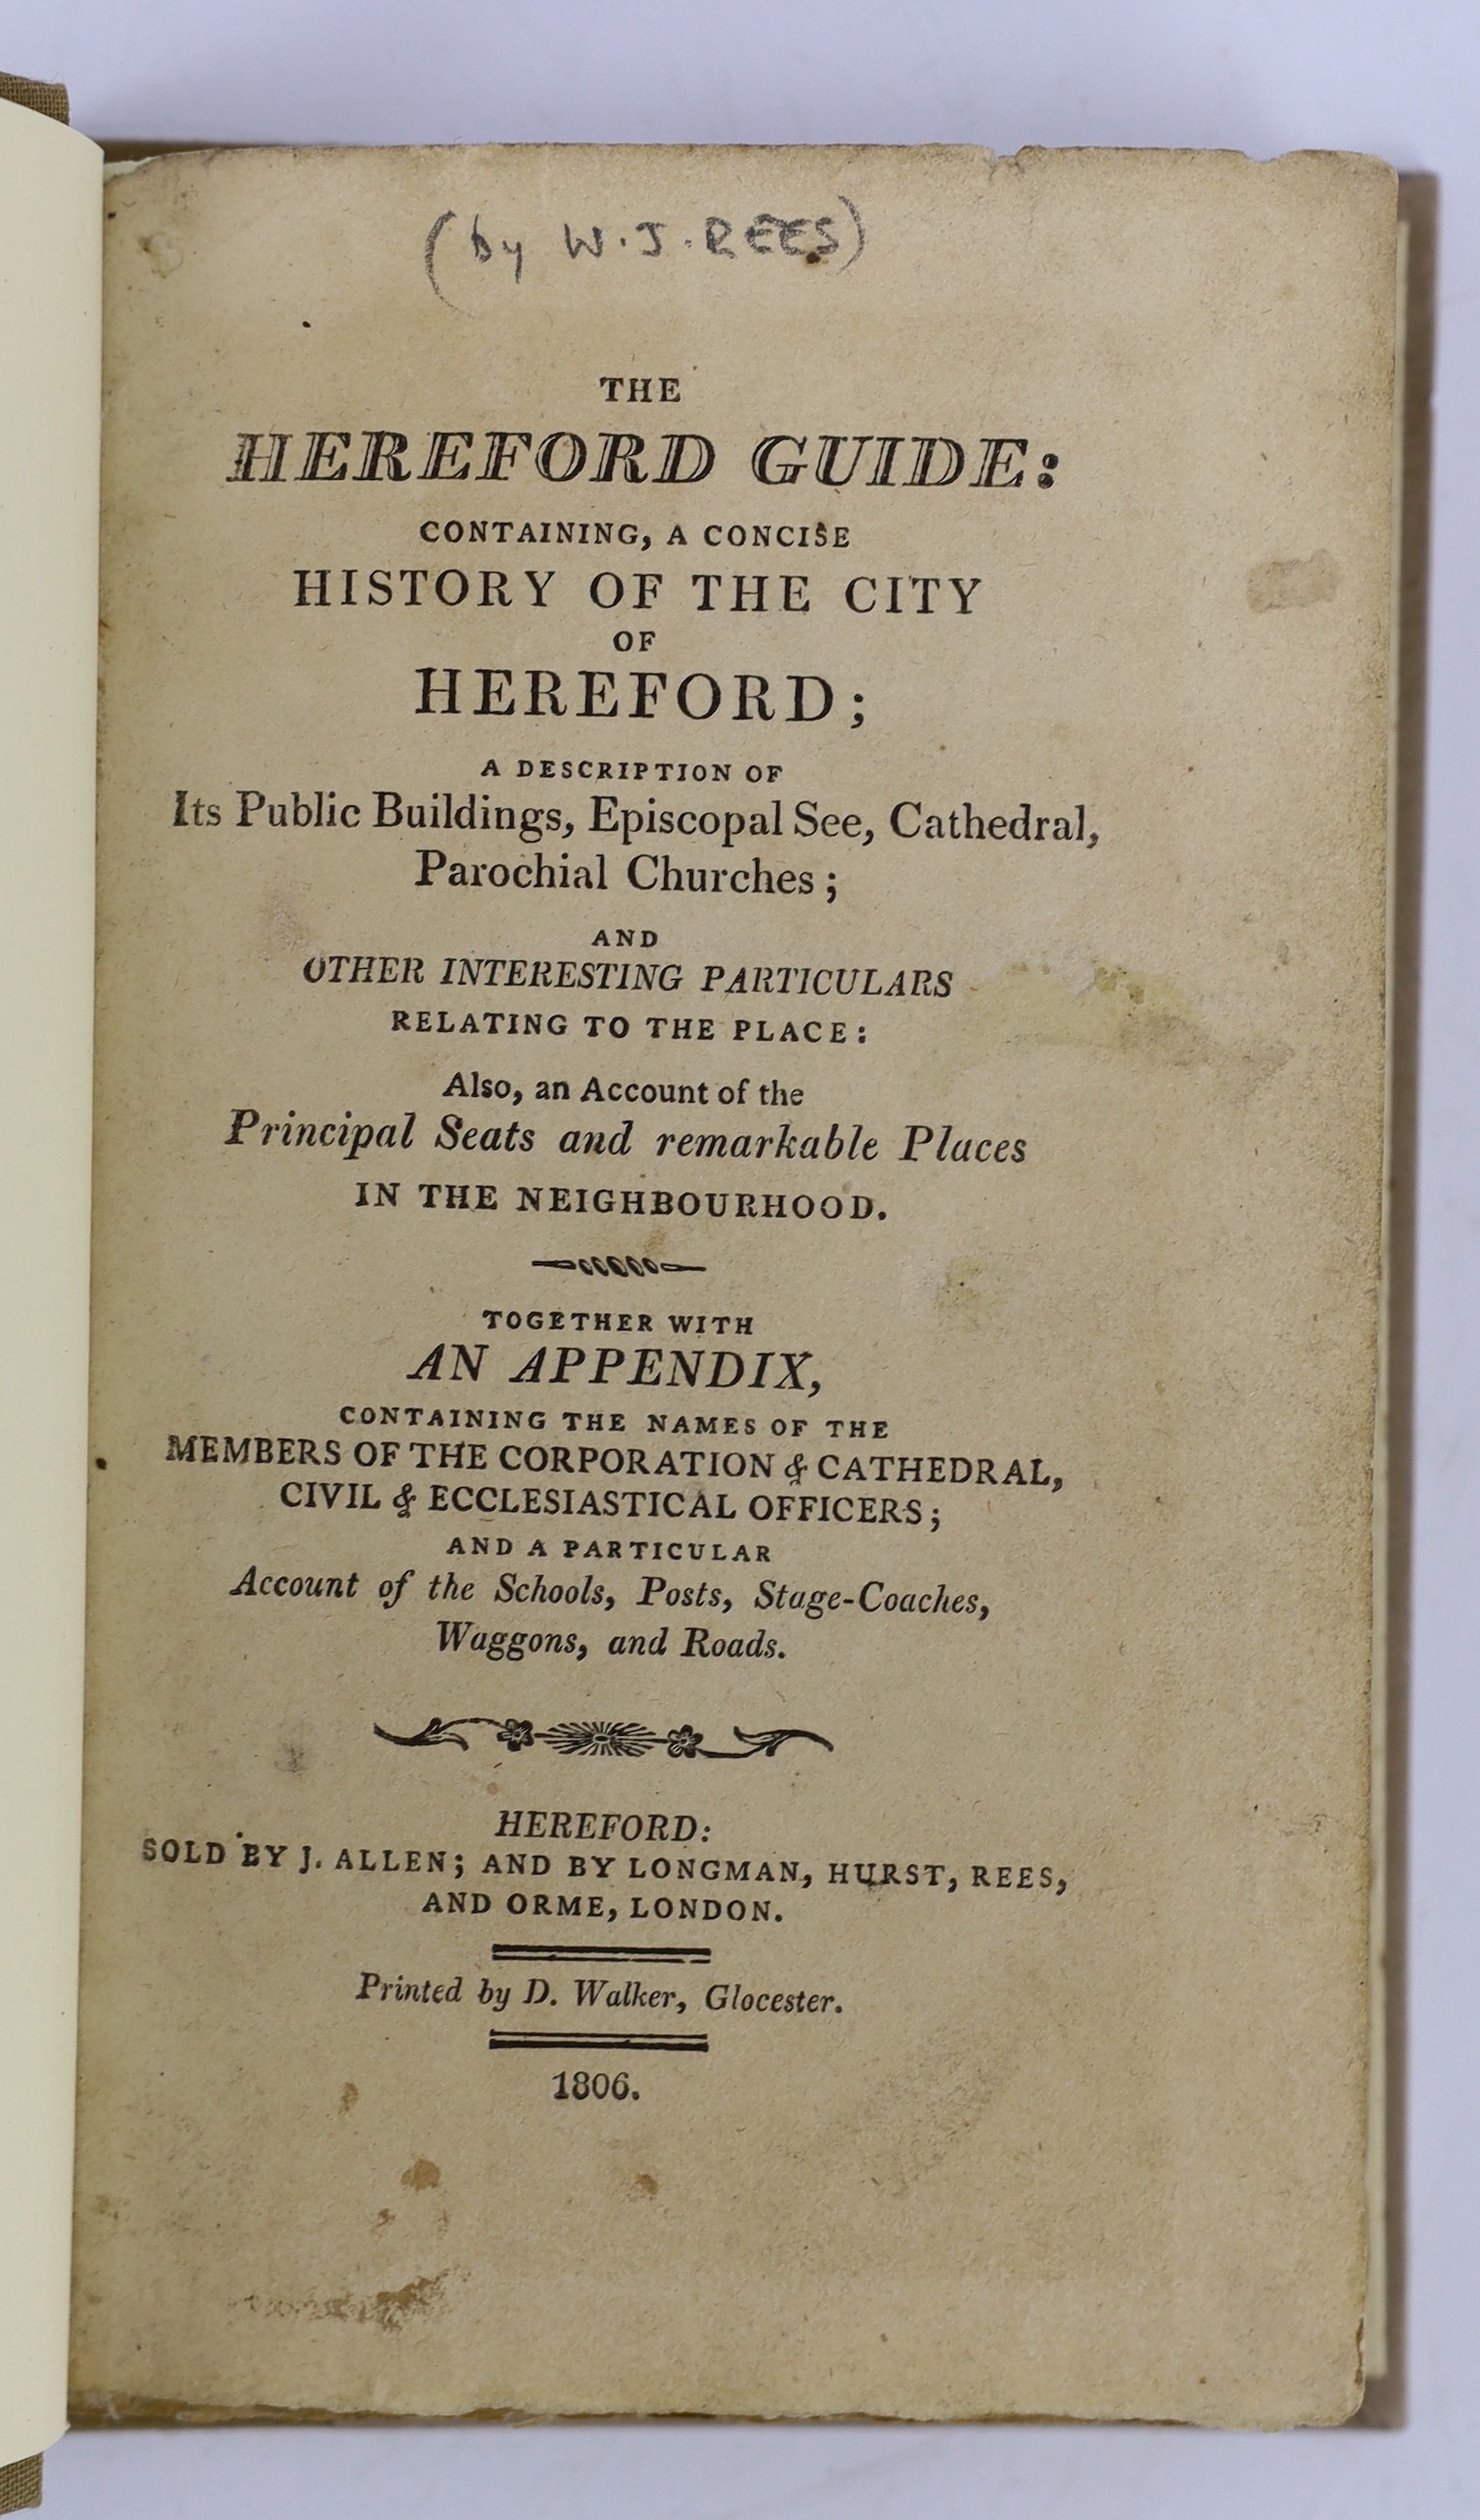 (by W.J.REES)
THE
HEREFORD GUIDE:
CONTAINING, A CONCISE
HISTORY OF THE CITY
OF
HEREFORD;
A DESCRIPTION OF
Its Public Buildings, Episcopal See, Cathedral,
Parochial Churches;
AND
OTHER INTERESTING PARTICULARS
RELATING TO THE PLACE:
Also, an Account of the
Principal Seats and remarkable Places
IN THE NEIGHBOURHOOD.
TOGETHER WITH
AN APPENDIX,
CONTAINING THE NAMES OF THE
MEMBERS OF THE CORPORATION & CATHEDRAL,
CIVIL & ECCLESIASTICAL OFFICERS;
AND A PARTICULAR
Account of the Schools, Posts, Stage-Coaches,
Waggons, and Roads.
HEREFORD:
SOLD BY J. ALLEN; AND BY LONGMAN, HURST, REES,
AND ORME, LONDON.
Printed by D. Walker, Glocester.
1806.